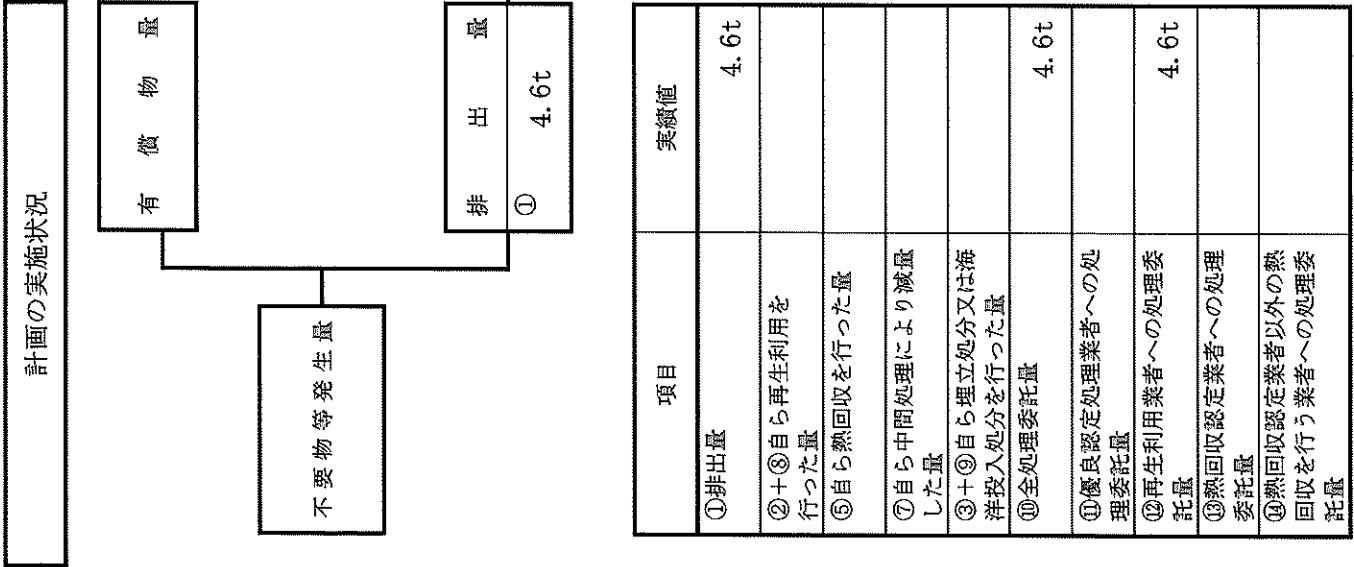 計画の実施状況
有償物量
不要物等発生量
排出量
① 4.6t
項目 実績値
①排出量 4.6t
②+⑧自ら再生利用を
行った量
⑤自ら熱回収を行った量
⑦自ら中間処理により減量
した量
③+⑨自ら埋立処分又は海
洋投入処分を行った量
⑩全処理委託量 4.6t
⑪優良認定処理業者への処
理委託量
⑫再生利用業者への処理委
託量 4.6t
⑬熱回収認定業者への処理
委託量
⑭熱回収認定業者以外の熱
回収を行う業者への処理委
託量